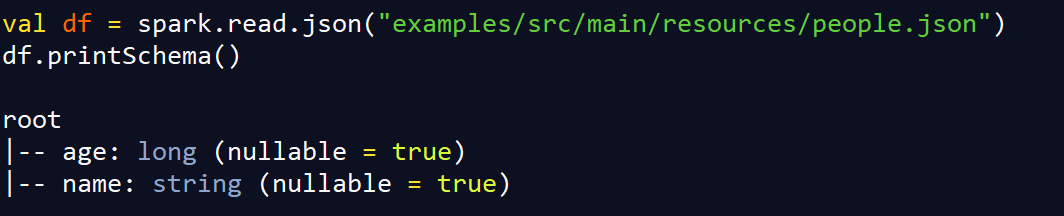 val df = spark.read.json("examples/src/main/resources/people.json")
df.printSchema()
root
|-- age: long (nullable = true)
|-- name: string (nullable = true)